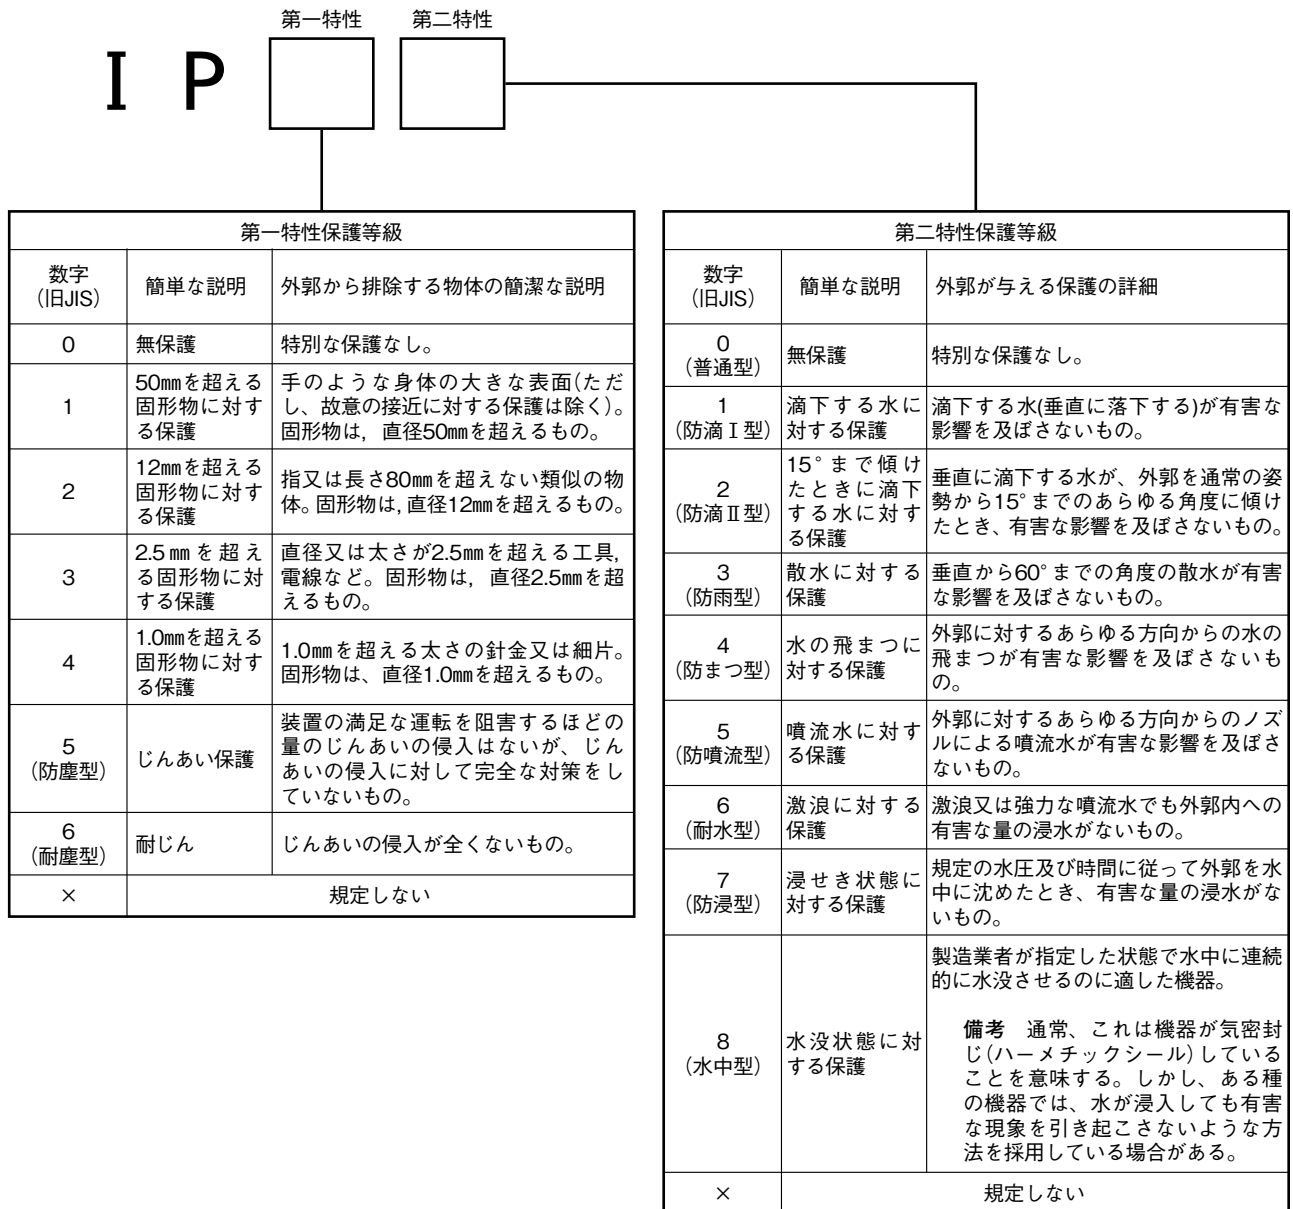 第一特性 第二特性
I P
第一特性保護等級
数字
（旧JIS）
簡単な説明
外郭から排除する物体の簡潔な説明
0
無保護
特別な保護なし。
1
50㎜を超える
固形物に対す
る保護
手のような身体の大きな表面(ただ
し、故意の接近に対する保護は除く)。
固形物は，直径50㎜を超えるもの。
2
12㎜を超える
固形物に対す
る保護
指又は長さ80㎜を超えない類似の物
体。固形物は，直径12㎜を超えるもの。
3
2.5㎜を超え
る固形物に対
する保護
直径又は太さが2.5㎜を超える工具，
電線など。固形物は，直径2.5㎜を超
えるもの。
4
1.0㎜を超える
固形物に対す
る保護
1.0㎜を超える太さの針金又は細片。
固形物は、直径1.0㎜を超えるもの。
5
（防塵型）
じんあい保護
装置の満足な運転を阻害するほどの
量のじんあいの侵入はないが、じん
あいの侵入に対して完全な対策をし
ていないもの。
6
（耐塵型）
耐じん
じんあいの侵入が全くないもの。
×
規定しない
第二特性保護等級
数字
（旧JIS）
簡単な説明
外郭が与える保護の詳細
0
（普通型）
無保護
特別な保護なし。
1
（防滴Ⅰ型）
滴下する水に
対する保護
滴下する水(垂直に落下する)が有害な
影響を及ぼさないもの。
2
（防滴Ⅱ型）
15°まで傾け
たときに滴下
する水に対す
る保護
垂直に滴下する水が、外郭を通常の姿
勢から15°までのあらゆる角度に傾け
たとき、有害な影響を及ぼさないもの。
3
（防雨型）
散水に対する
保護
垂直から60°までの角度の散水が有害
な影響を及ぼさないもの。
4
（防まつ型）
水の飛まつに
対する保護
外郭に対するあらゆる方向からの水の
飛まつが有害な影響を及ぼさないも
の。
5
（防噴流型）
噴流水に対す
る保護
外郭に対するあらゆる方向からのノズ
ルによる噴流水が有害な影響を及ぼさ
ないもの。
6
（耐水型）
激浪に対する
保護
激浪又は強力な噴流水でも外郭内への
有害な量の浸水がないもの。
7
（防浸型）
浸せき状態に
対する保護
規定の水圧及び時間に従って外郭を水
中に沈めたとき、有害な量の浸水がな
いもの。
8
（水中型）
水没状態に対
する保護
製造業者が指定した状態で水中に連続
的に水没させるのに適した機器。
備考　通常、これは機器が気密封
じ(ハーメチックシール)している
ことを意味する。しかし、ある種
の機器では、水が浸入しても有害
な現象を引き起こさないような方
法を採用している場合がある。
×
規定しない